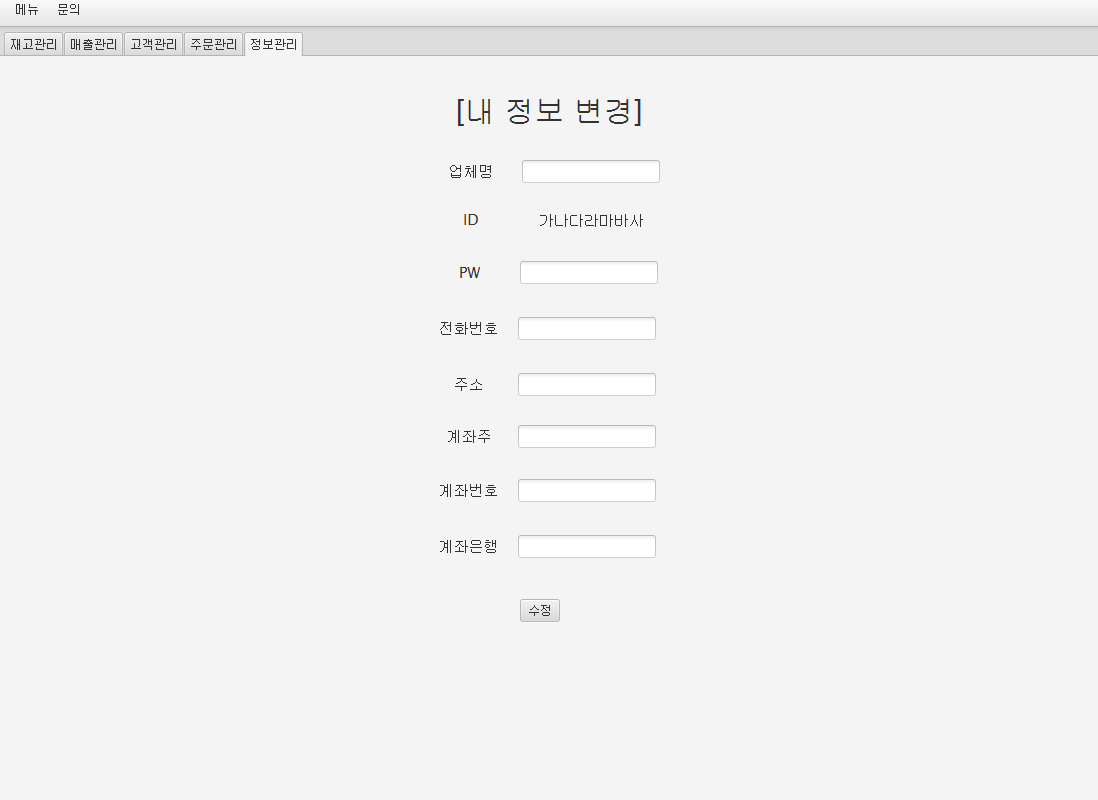 메뉴 문의
재고관리 매출관리 고객관리 주문관리 정보관리
[내 정보 변경]
업체명
ID 가나다라마바사
PW
전화번호
주소
계좌주
계좌번호
계좌은행
수정